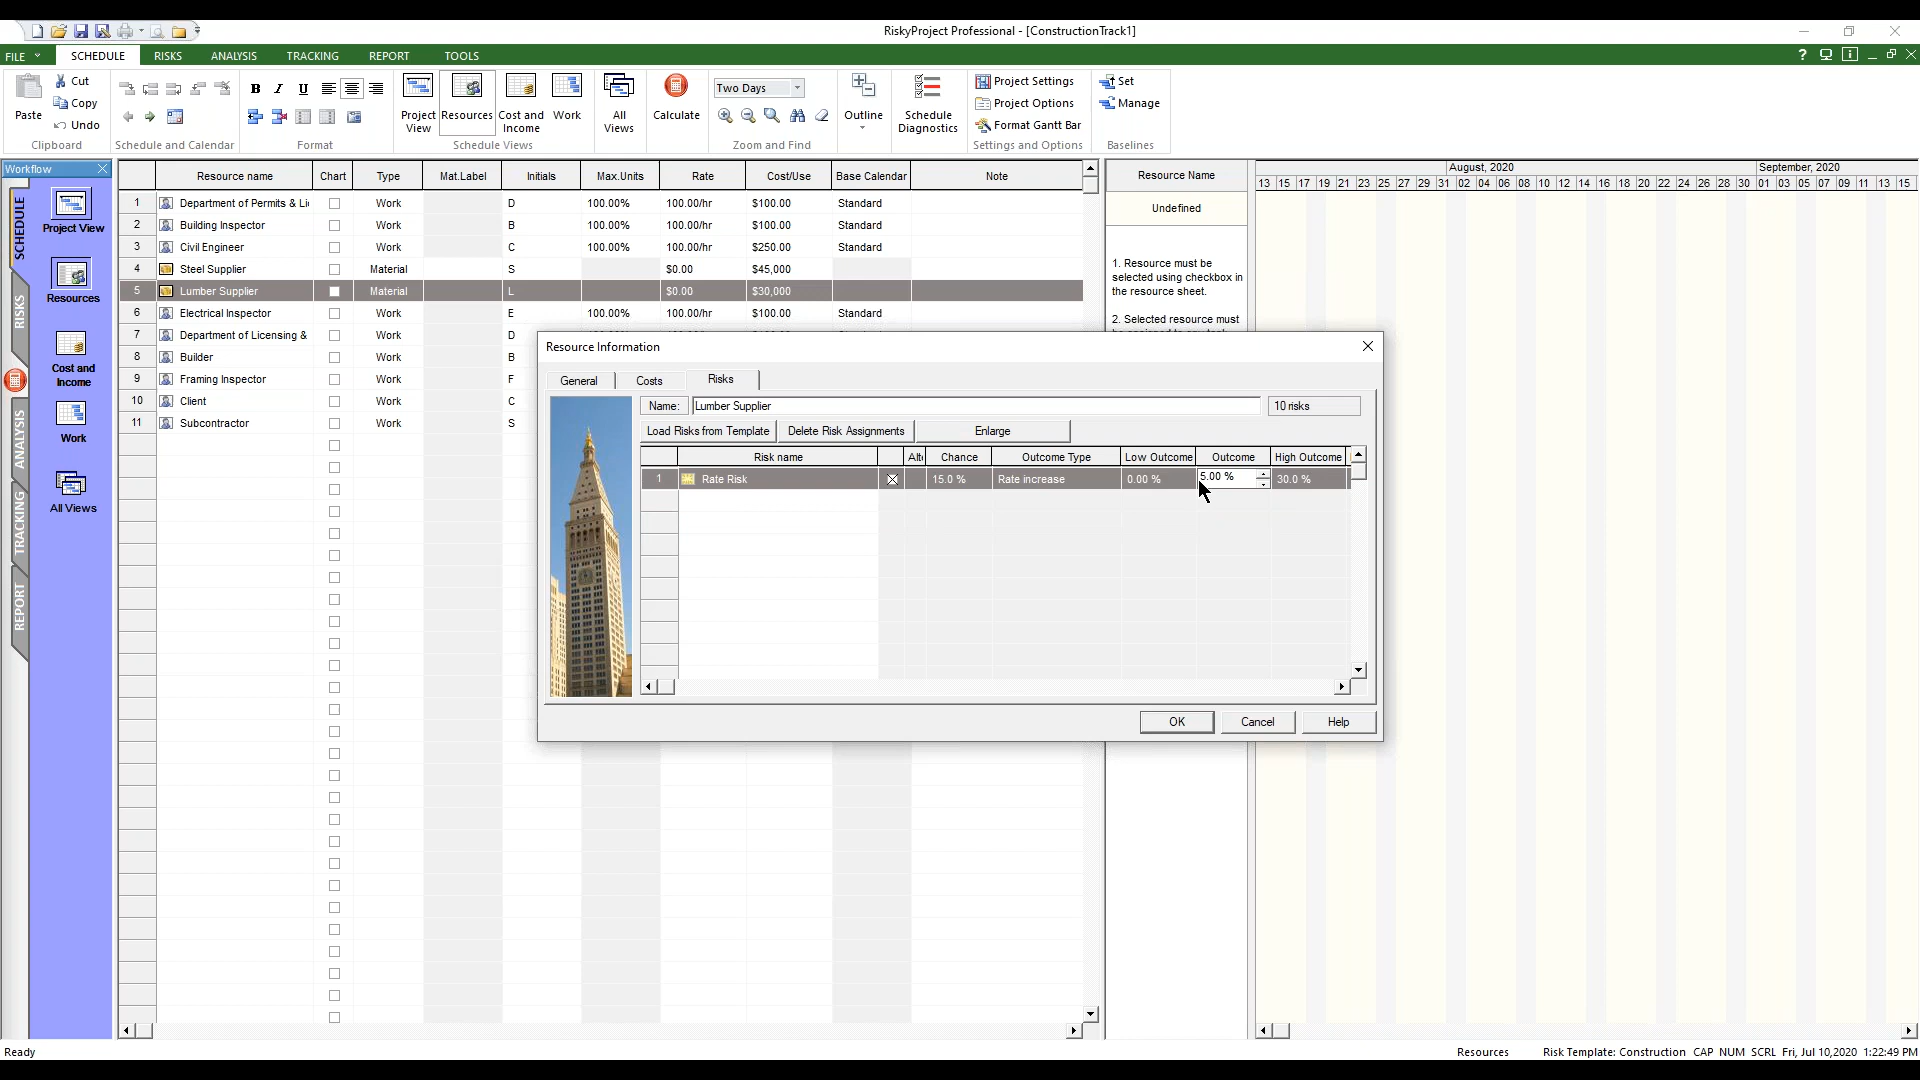 RiskyProject Professional - [ConstructionTrack1]
FILE SCHEDULE RISKS ANALYSIS TRACKING REPORT TOOLS
Paste Cut Copy Undo
Clipboard
Schedule and Calendar
B I U
Format
Project View Resources Cost and Income Work
Schedule Views
All Views
Calculate
Two Days
Zoom and Find
Outline
Schedule Diagnostics
Project Settings
Project Options
Format Gantt Bar
Settings and Options
Set
Manage
Baselines
Workflow
SCHEDULE
RISKS
ANALYSIS
TRACKING
REPORT
Project View
Resources
Cost and Income
Work
All Views
Resource name Chart Type Mat.Label Initials Max.Units Rate Cost/Use Base Calendar Note
1 Department of Permits & Li Work D 100.00% 100.00/hr $100.00 Standard
2 Building Inspector Work B 100.00% 100.00/hr $100.00 Standard
3 Civil Engineer Work C 100.00% 100.00/hr $250.00 Standard
4 Steel Supplier Material S $0.00 $45,000
5 Lumber Supplier Material L $0.00 $30,000
6 Electrical Inspector Work E 100.00% 100.00/hr $100.00 Standard
7 Department of Licensing & Work D
8 Builder Work B
9 Framing Inspector Work F
10 Client Work C
11 Subcontractor Work S
Resource Name
Undefined
1. Resource must be
selected using checkbox in
the resource sheet.
2. Selected resource must
August, 2020 September, 2020
13 15 17 19 21 23 25 27 29 31 02 04 06 08 10 12 14 16 18 20 22 24 26 28 30 01 03 05 07 09 11 13 15
Resource Information
General Costs Risks
Name: Lumber Supplier 10 risks
Load Risks from Template Delete Risk Assignments Enlarge
Risk name Chance Outcome Type Low Outcome Outcome High Outcome
1 Rate Risk 15.0 % Rate increase 0.00 % 5.00 % 30.0 %
OK Cancel Help
Ready Resources Risk Template: Construction CAP NUM SCRL Fri, Jul 10,2020 1:22:49 PM